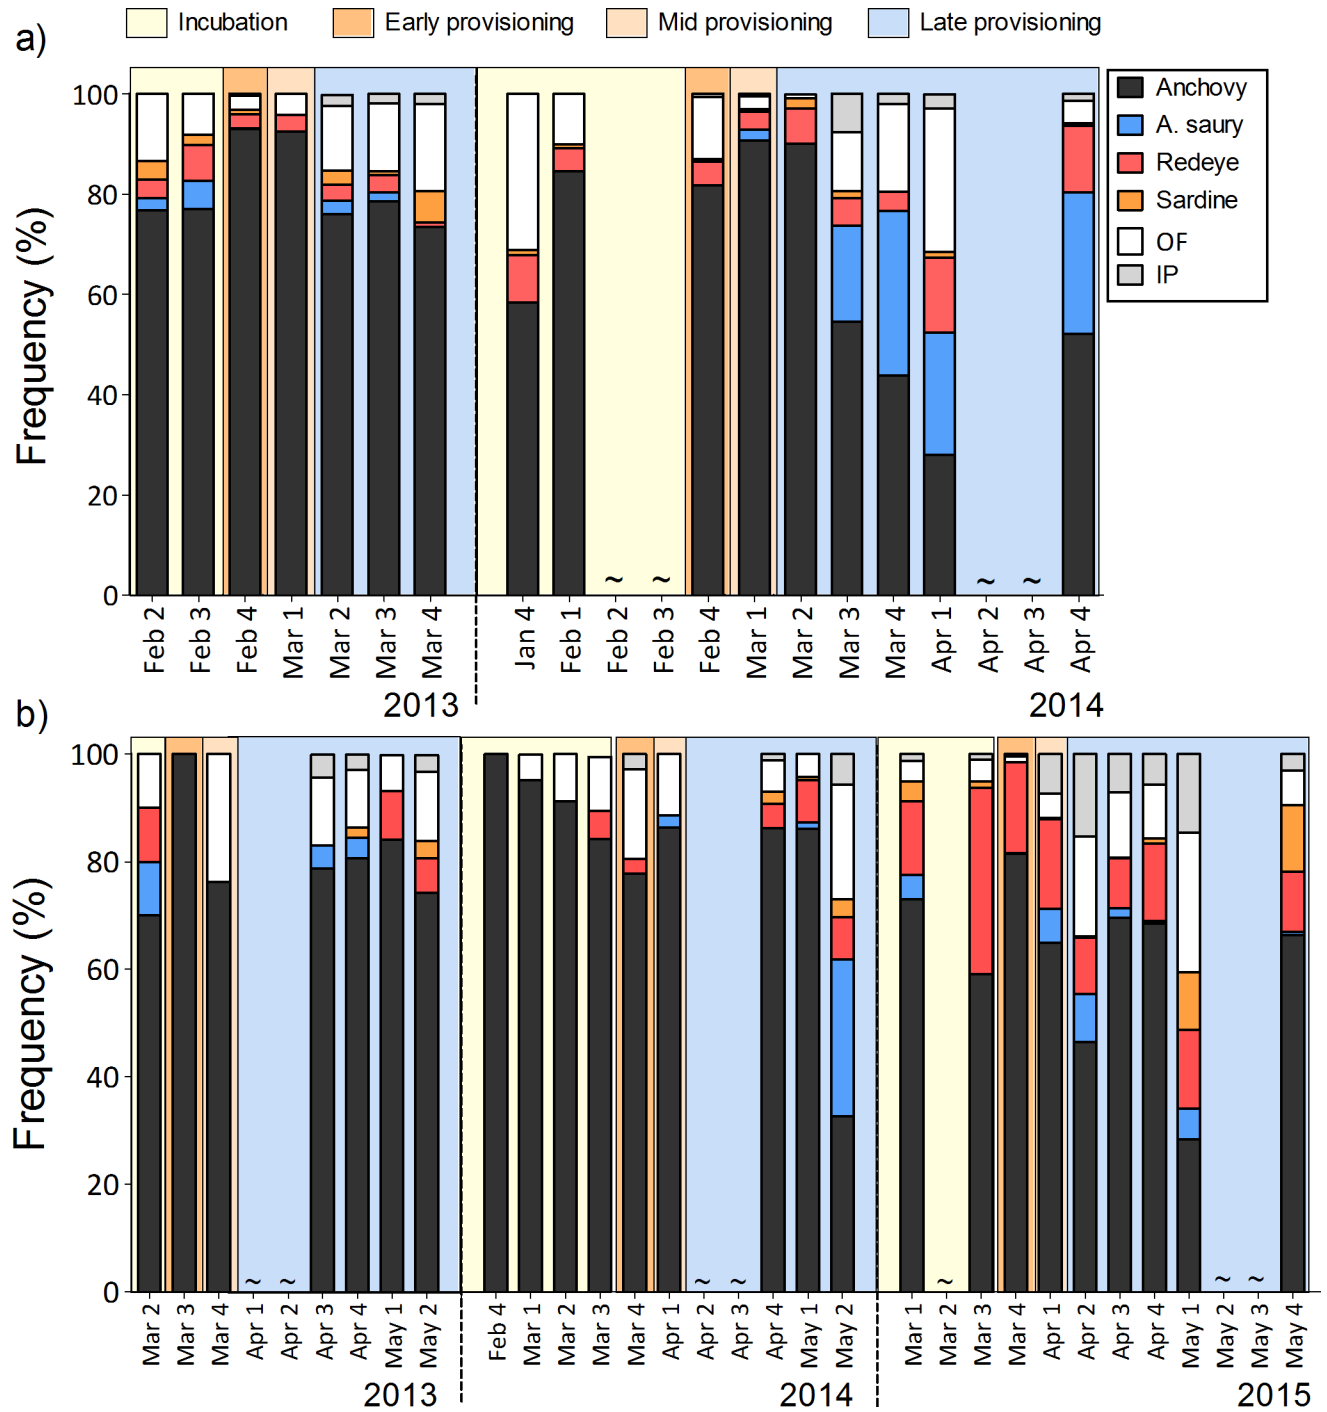 a)
Incubation
Early provisioning
Mid provisioning
Late provisioning
Anchovy
A. saury
Redeye
Sardine
OF
IP
Frequency (%)
100
80
60
40
20
0
~ ~ ~ ~
Feb 2 Feb 3 Feb 4 Mar 1 Mar 2 Mar 3 Mar 4 Jan 4 Feb 1 Feb 2 Feb 3 Feb 4 Mar 1 Mar 2 Mar 3 Mar 4 Apr 1 Apr 2 Apr 3 Apr 4
2013 2014
b)
Frequency (%)
100
80
60
40
20
0
~ ~ ~ ~ ~ ~ ~
Mar 2 Mar 3 Mar 4 Apr 1 Apr 2 Apr 3 Apr 4 May 1 May 2 Feb 4 Mar 1 Mar 2 Mar 3 Mar 4 Apr 1 Apr 2 Apr 3 Apr 4 May 1 May 2 Mar 1 Mar 2 Mar 3 Mar 4 Apr 1 Apr 2 Apr 3 Apr 4 May 1 May 2 May 3 May 4
2013 2014 2015